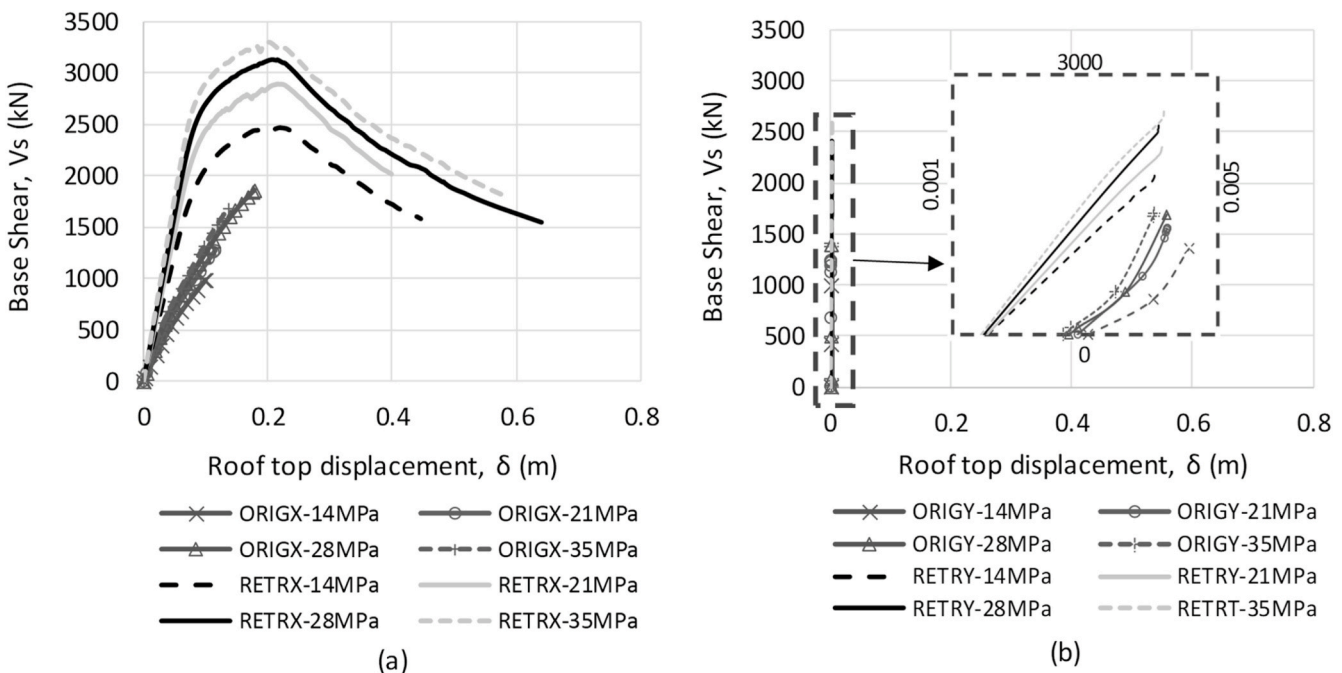 3500
3000
2500
2000
1500
1000
500
0
Base Shear, Vs (kN)
0 0.2 0.4 0.6 0.8
Roof top displacement, δ (m)
ORIGX-14MPa ORIGX-21MPa
ORIGX-28MPa ORIGX-35MPa
RETRX-14MPa RETRX-21MPa
RETRX-28MPa RETRX-35MPa
(a)
3500
3000
2500
2000
1500
1000
500
0
Base Shear, Vs (kN)
3000
0.001
0.005
0
0 0.2 0.4 0.6 0.8
Roof top displacement, δ (m)
ORIGY-14MPa ORIGY-21MPa
ORIGY-28MPa ORIGY-35MPa
RETRY-14MPa RETRY-21MPa
RETRY-28MPa RETRT-35MPa
(b)